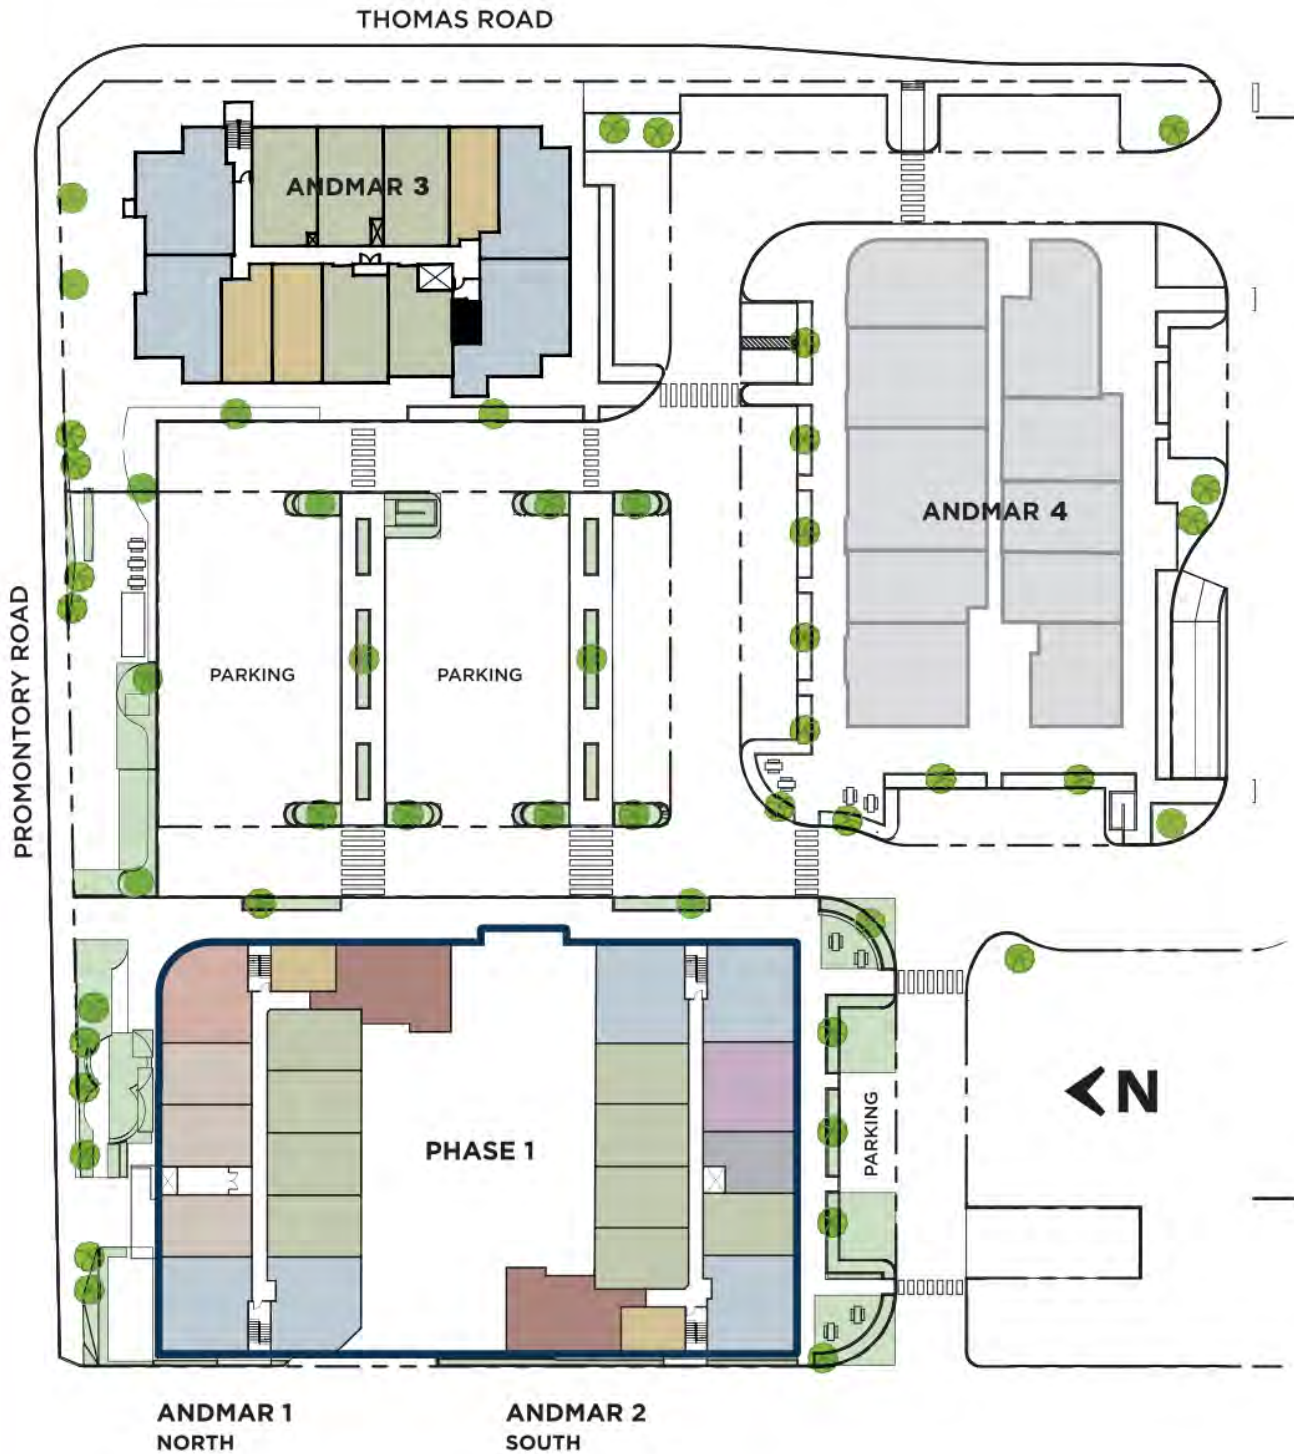 THOMAS ROAD
ANDMAR 3
ANDMAR 4
PROMONTORY ROAD
PARKING
PARKING
N
PARKING
PHASE 1
ANDMAR 1
NORTH
ANDMAR 2
SOUTH